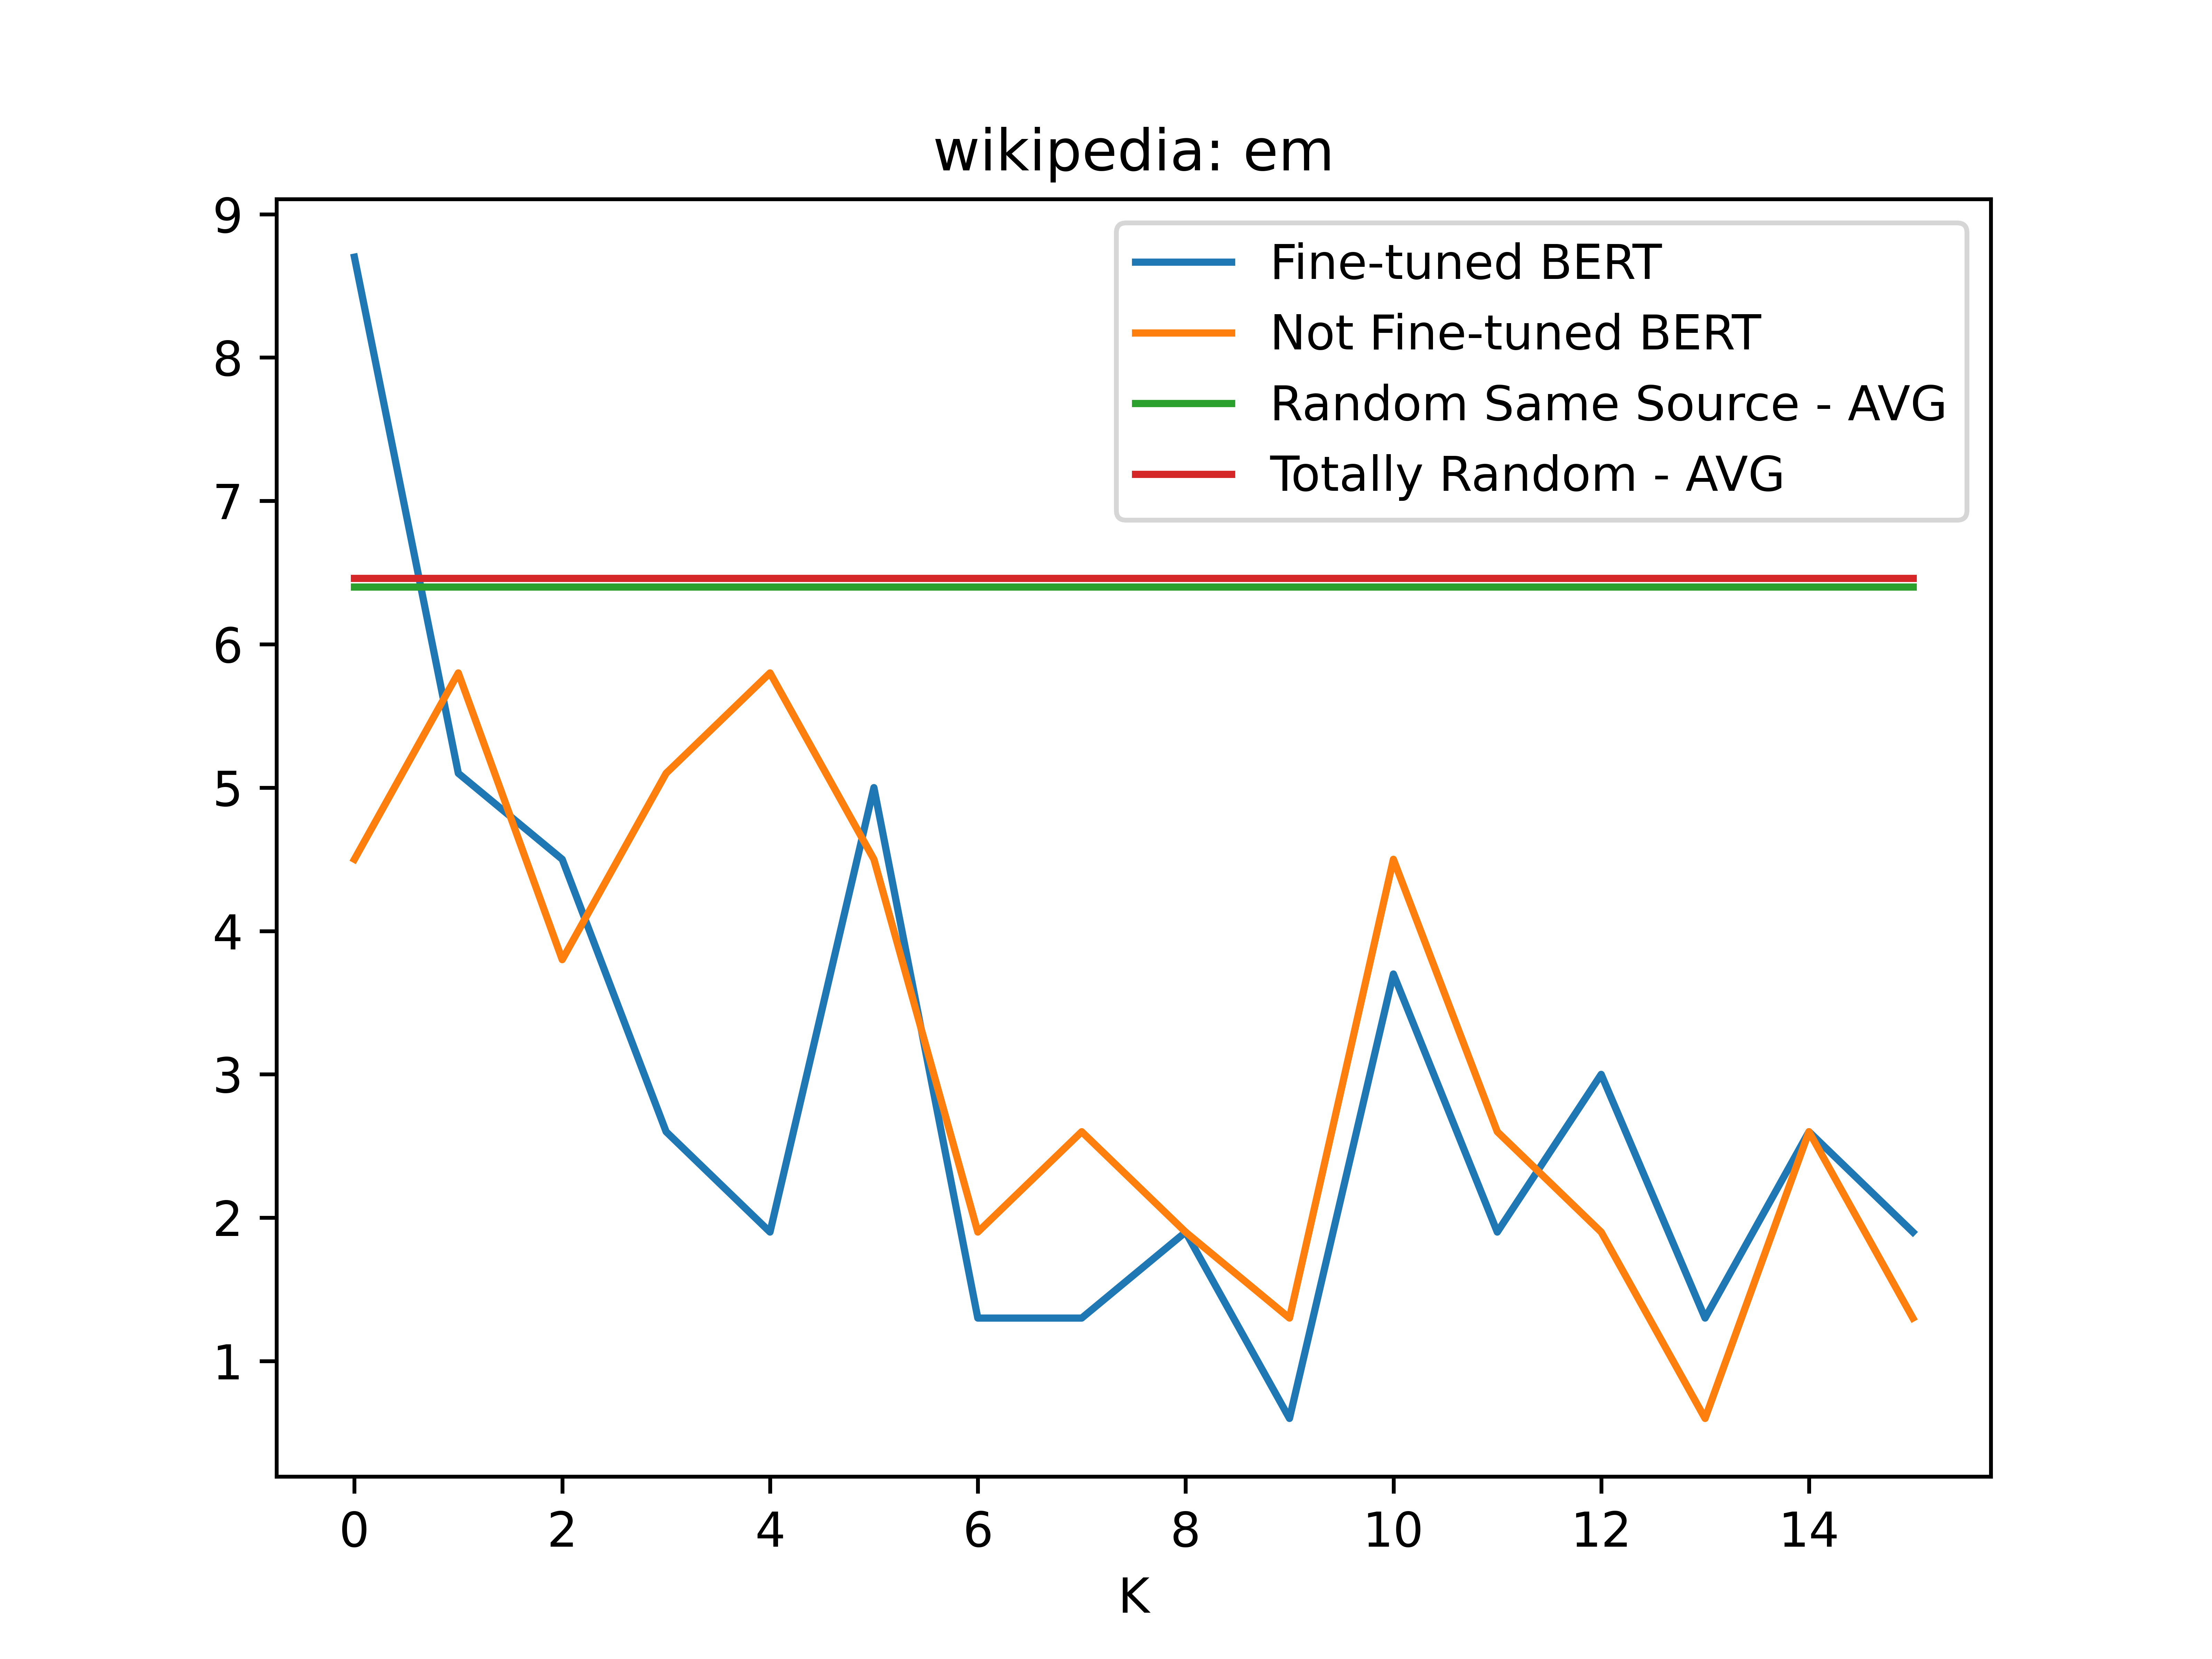 wikipedia: em
9
8
7
6
5
4
3
2
1
Fine-tuned BERT
Not Fine-tuned BERT
Random Same Source - AVG
Totally Random - AVG
0 2 4 6 8 10 12 14
K